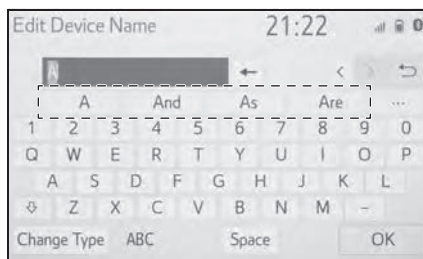 Edit Device Name 21:22 0
A ← < > ⮌
A And As Are ...
1 2 3 4 5 6 7 8 9 0
Q W E R T Y U I O P
A S D F G H J K L
⇧ Z X C V B N M -
Change Type ABC Space OK